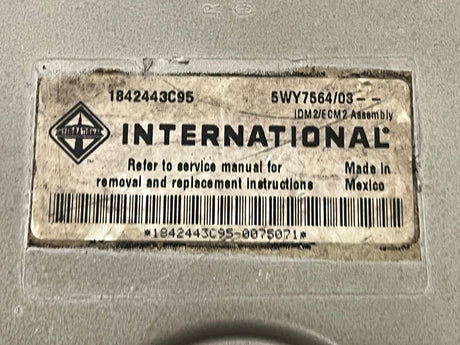 R O
1842443C95 5WY7564/03--
IDM2/ECM2 Assembly
INTERNATIONAL INTERNATIONAL®
Refer to service manual for Made in
removal and replacement instructions Mexico
*1842443C95-0075071*